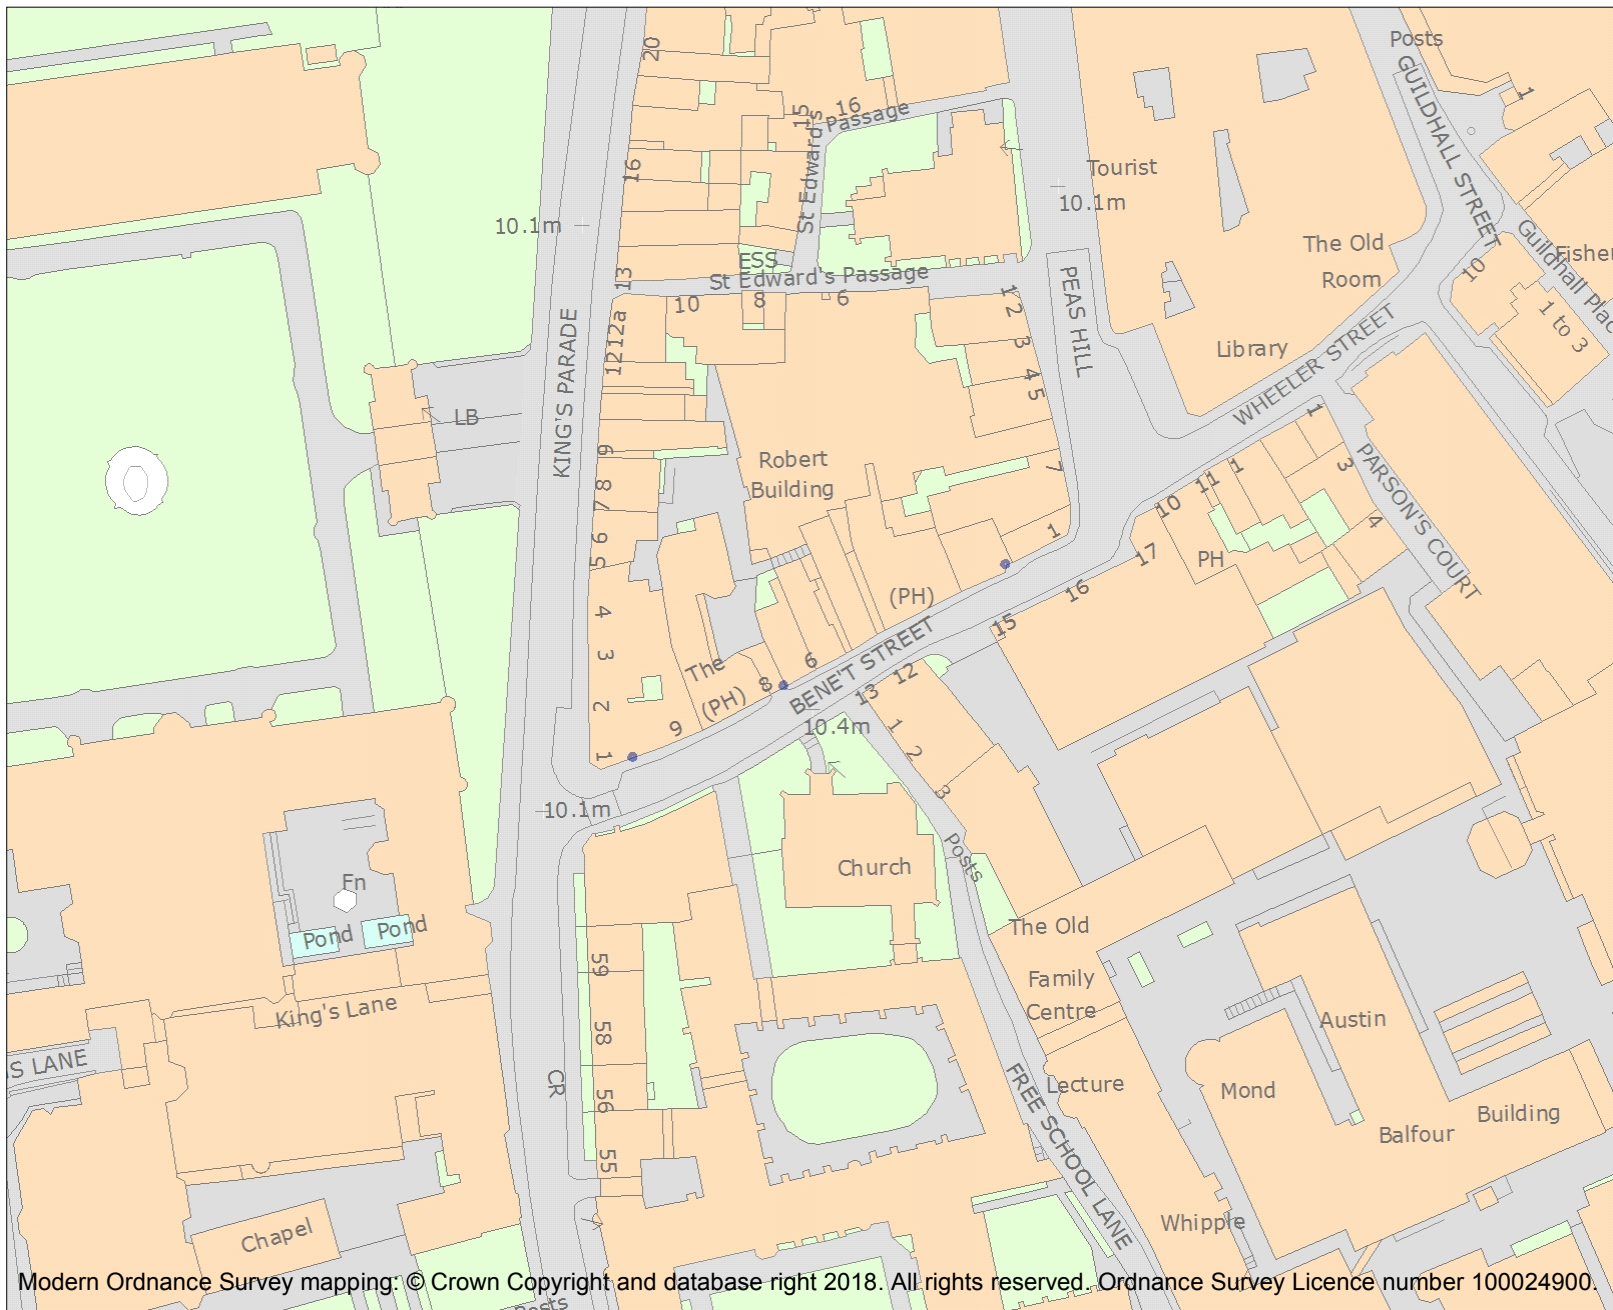 Posts
20
GUILDHALL STREET
1
15
16
St Edward's
Passage
16
Tourist
10.1m
10.1m
The Old
Room
Guildhall Plac
Fisher
10
1 to 3
ESS
St Edward's Passage
13
10
8
6
1
2
3
4
5
7
1
PEAS HILL
1212a
KING'S PARADE
LB
Library
WHEELER STREET
Robert
Building
9
8
7
6
5
4
3
2
1
1
3
4
PARSON'S COURT
1
11
10
17
PH
16
15
(PH)
6
8
The
(PH)
9
BENE'T STREET
12
13
10.4m
1
2
3
10.1m
Posts
Church
Fn
Pond
Pond
King's Lane
S LANE
Chapel
59
58
56
55
CR
The Old
Family
Centre
Lecture
FREE SCHOOL LANE
Austin
Mond
Building
Balfour
Whipple
Posts
Modern Ordnance Survey mapping: © Crown Copyright and database right 2018. All rights reserved. Ordnance Survey Licence number 100024900.